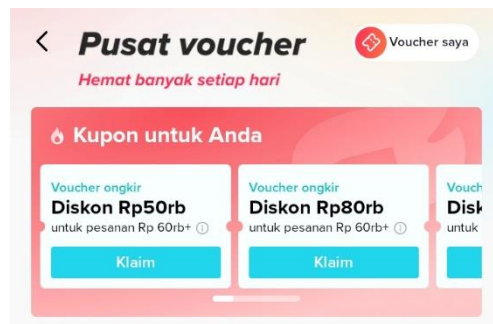 Pusat voucher
Voucher saya
Hemat banyak setiap hari
Kupon untuk Anda
Voucher ongkir
Diskon Rp50rb
untuk pesanan Rp 60rb+
Klaim
Voucher ongkir
Diskon Rp80rb
untuk pesanan Rp 60rb+
Klaim
untuk